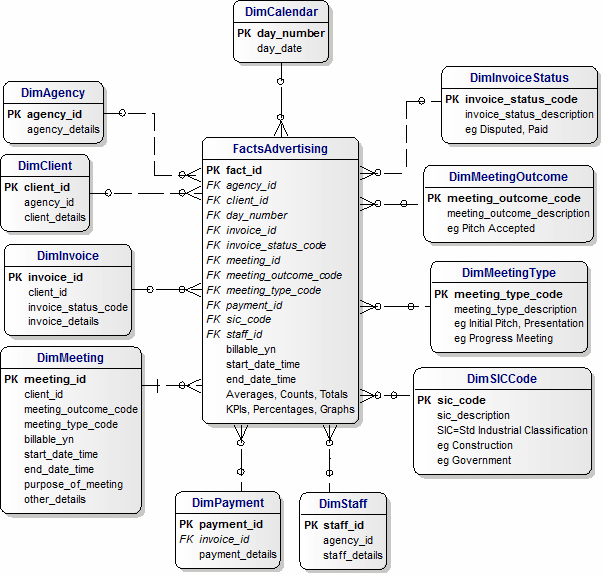 DimCalendar
PK day_number
day_date
DimAgency
PK agency_id
agency_details
DimClient
PK client_id
agency_id
client_details
DimInvoice
PK invoice_id
client_id
invoice_status_code
invoice_details
DimMeeting
PK meeting_id
client_id
meeting_outcome_code
meeting_type_code
billable_yn
start_date_time
end_date_time
purpose_of_meeting
other_details
FactsAdvertising
PK fact_id
FK agency_id
FK client_id
FK day_number
FK invoice_id
FK invoice_status_code
FK meeting_id
FK meeting_outcome_code
FK meeting_type_code
FK payment_id
FK sic_code
FK staff_id
billable_yn
start_date_time
end_date_time
Averages, Counts, Totals
KPIs, Percentages, Graphs
DimInvoiceStatus
PK invoice_status_code
invoice_status_description
eg Disputed, Paid
DimMeetingOutcome
PK meeting_outcome_code
meeting_outcome_description
eg Pitch Accepted
DimMeetingType
PK meeting_type_code
meeting_type_description
eg Initial Pitch, Presentation
eg Progress Meeting
DimSICCode
PK sic_code
sic_description
SIC=Std Industrial Classification
eg Construction
eg Government
DimPayment
PK payment_id
FK invoice_id
payment_details
DimStaff
PK staff_id
agency_id
staff_details